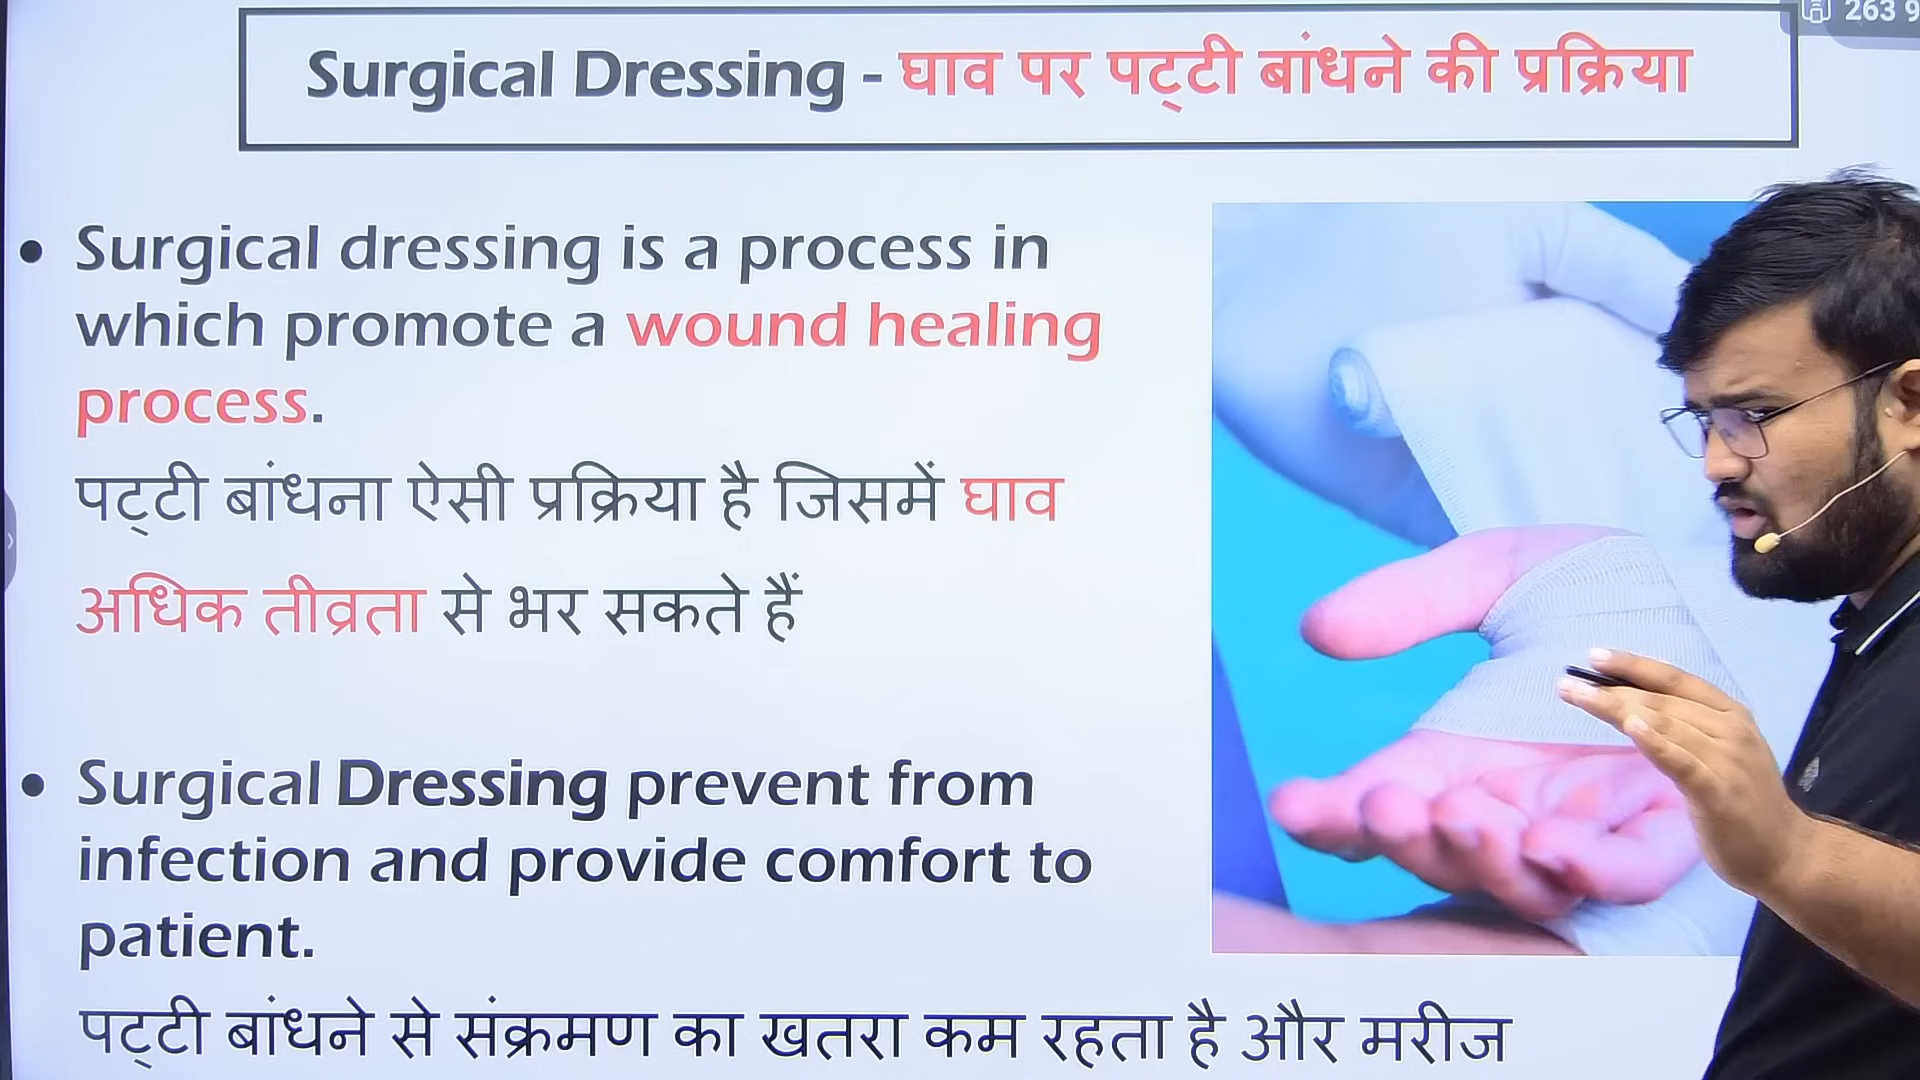 263 9
Surgical Dressing - घाव पर पट्टी बांधने की प्रक्रिया
• Surgical dressing is a process in
which promote a wound healing
process.
पट्टी बांधना ऐसी प्रक्रिया है जिसमें घाव
अधिक तीव्रता से भर सकते हैं
• Surgical Dressing prevent from
infection and provide comfort to
patient.
पट्टी बांधने से संक्रमण का खतरा कम रहता है और मरीज